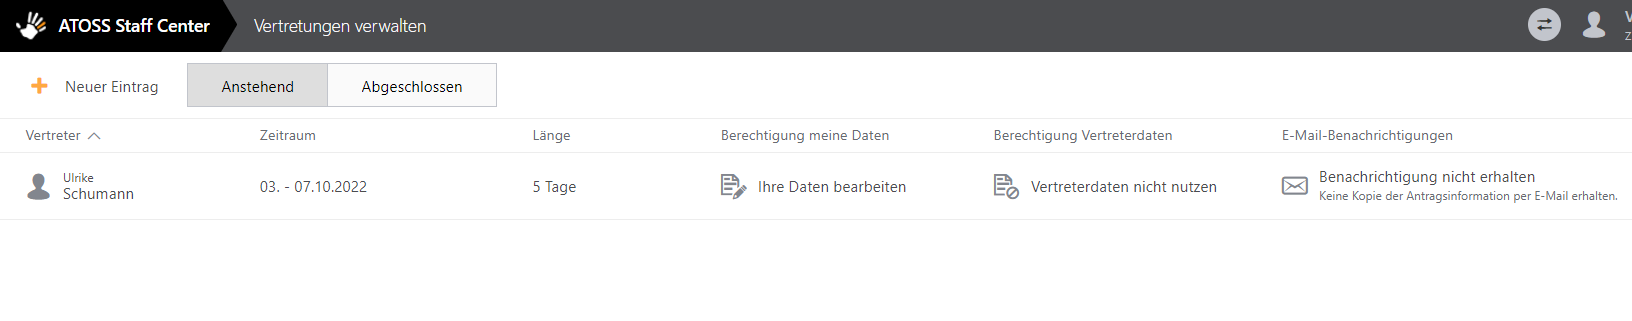 ATOSS Staff Center Vertretungen verwalten
Neuer Eintrag Anstehend Abgeschlossen
Vertreter Zeitraum Länge Berechtigung meine Daten Berechtigung Vertreterdaten E-Mail-Benachrichtigungen
Ulrike
Schumann
03. - 07.10.2022 5 Tage Ihre Daten bearbeiten Vertreterdaten nicht nutzen
Benachrichtigung nicht erhalten
Keine Kopie der Antragsinformation per E-Mail erhalten.